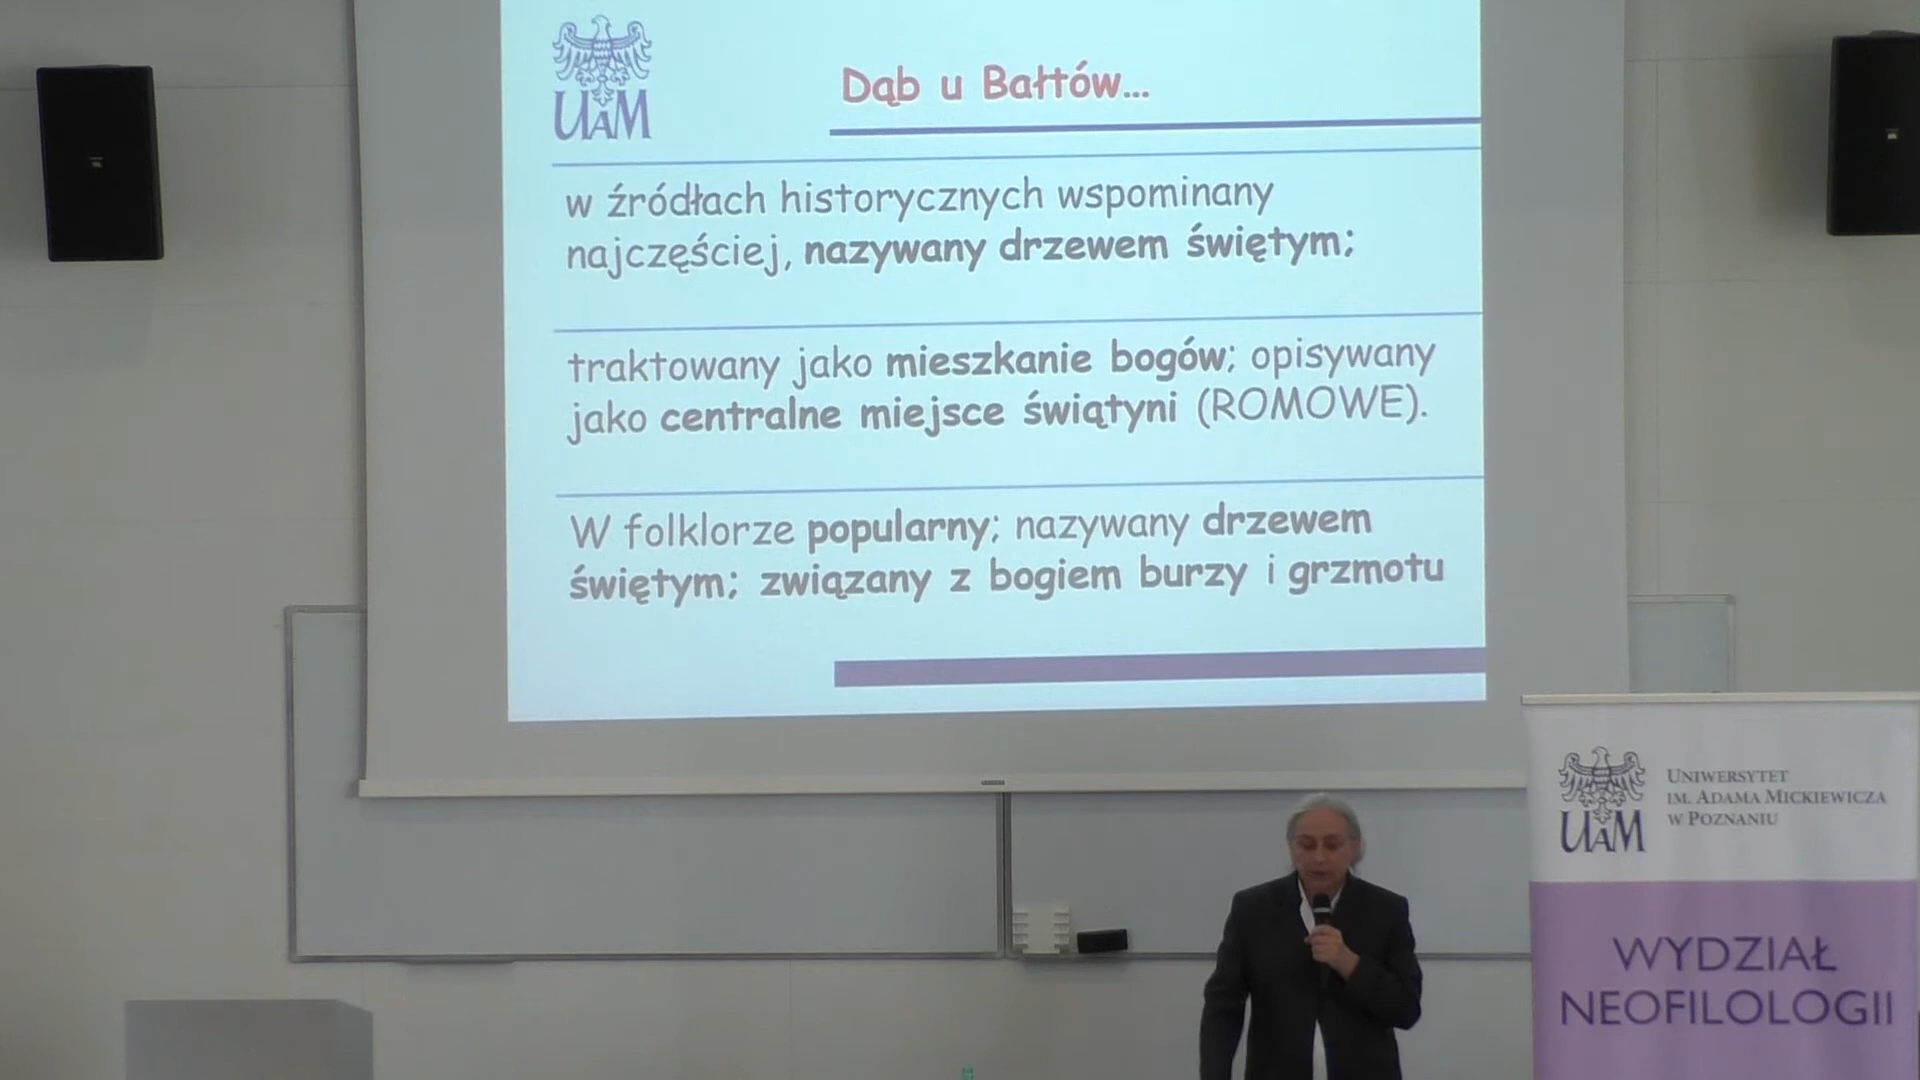 UAM
Dąb u Bałtów...
w źródłach historycznych wspominany
najczęściej, nazywany drzewem świętym;
traktowany jako mieszkanie bogów; opisywany
jako centralne miejsce świątyni (ROMOWE).
W folklorze popularny; nazywany drzewem
świętym; związany z bogiem burzy i grzmotu
UAM
UNIWERSYTET
IM. ADAMA MICKIEWICZA
W POZNANIU
WYDZIAŁ
NEOFILOLOGII